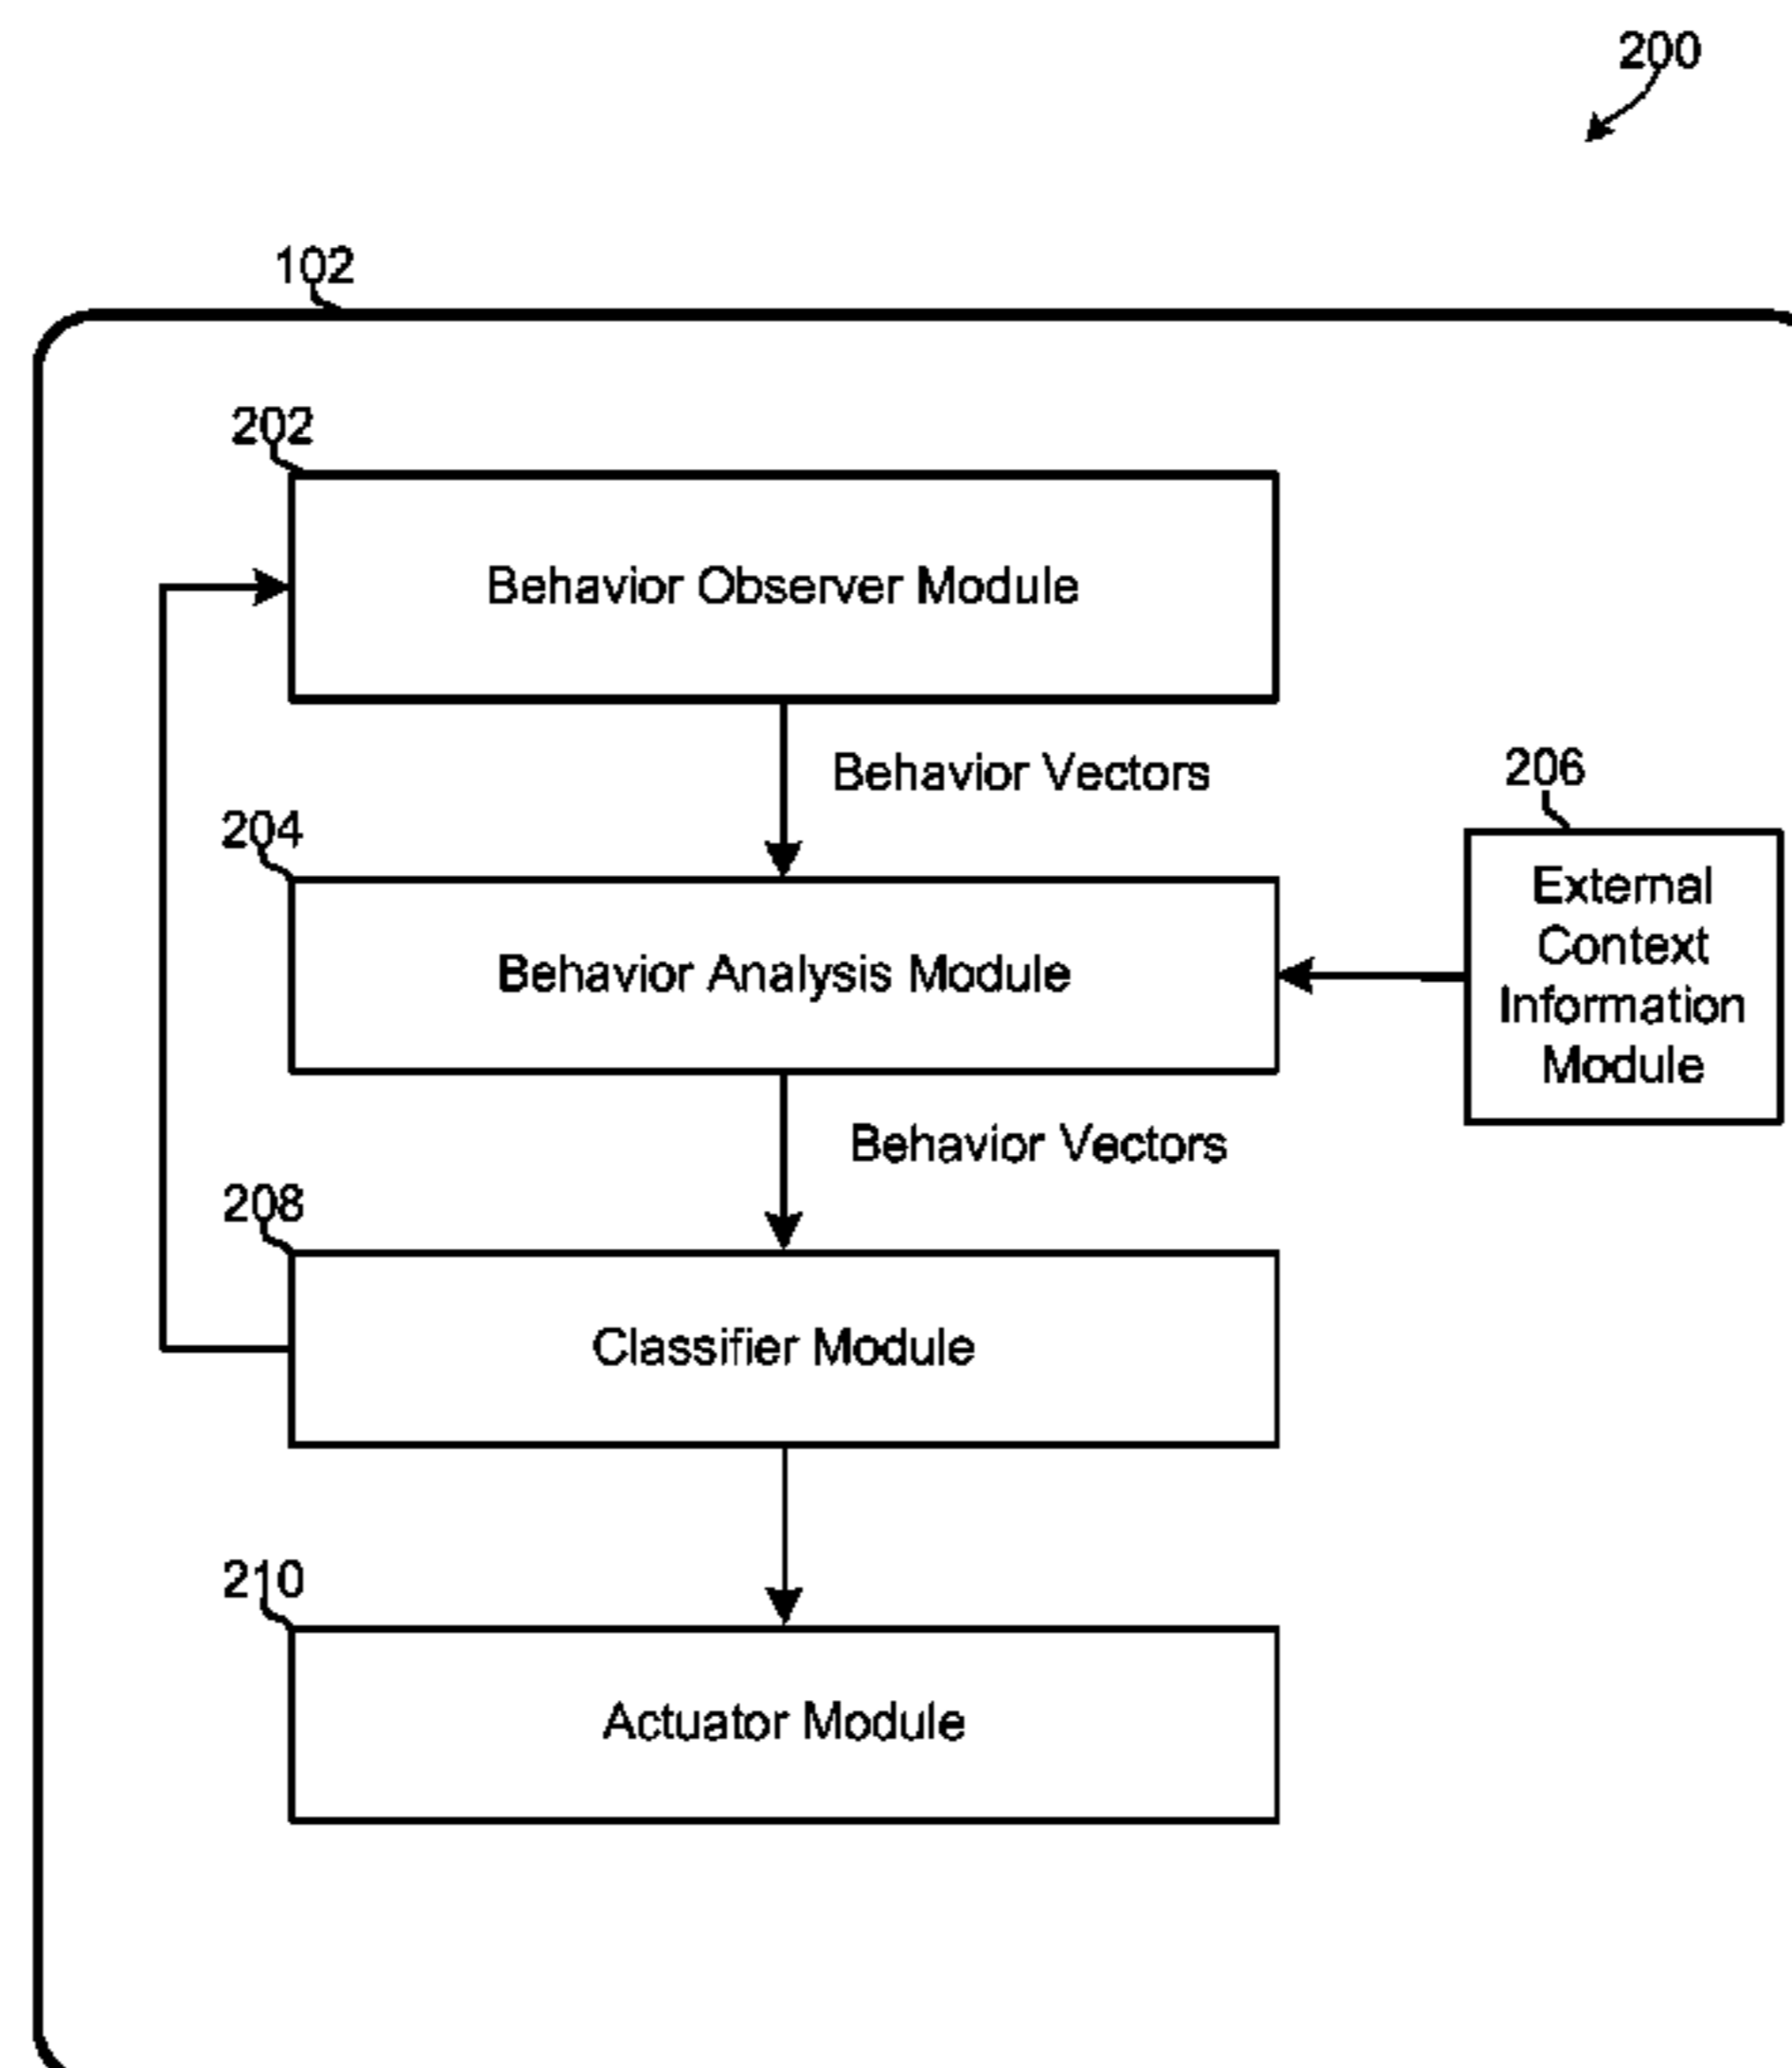 200
102
202
Behavior Observer Module
Behavior Vectors
206
204
External
Context
Information
Module
Behavior Analysis Module
Behavior Vectors
208
Classifier Module
210
Actuator Module